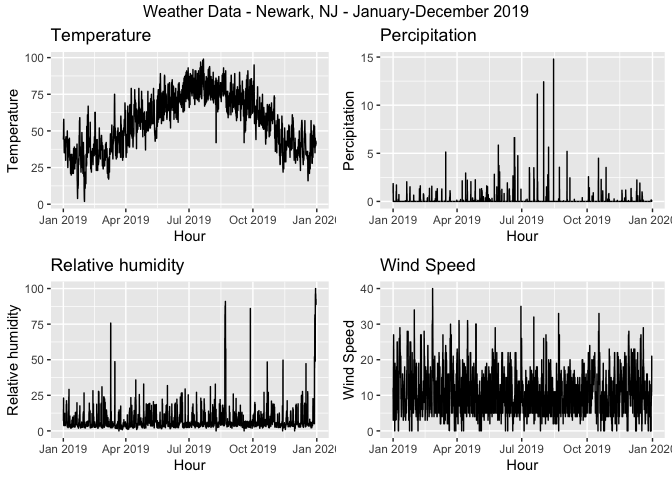 Weather Data - Newark, NJ - January-December 2019
Temperature
Temperature
100
75
50
25
0
Jan 2019 Apr 2019 Jul 2019 Oct 2019 Jan 202
Hour
Percipitation
Percipitation
15
10
5
0
Jan 2019 Apr 2019 Jul 2019 Oct 2019 Jan 2020
Hour
Relative humidity
Relative humidity
100
75
50
25
0
Jan 2019 Apr 2019 Jul 2019 Oct 2019 Jan 202
Hour
Wind Speed
Wind Speed
40
30
20
10
0
Jan 2019 Apr 2019 Jul 2019 Oct 2019 Jan 2020
Hour